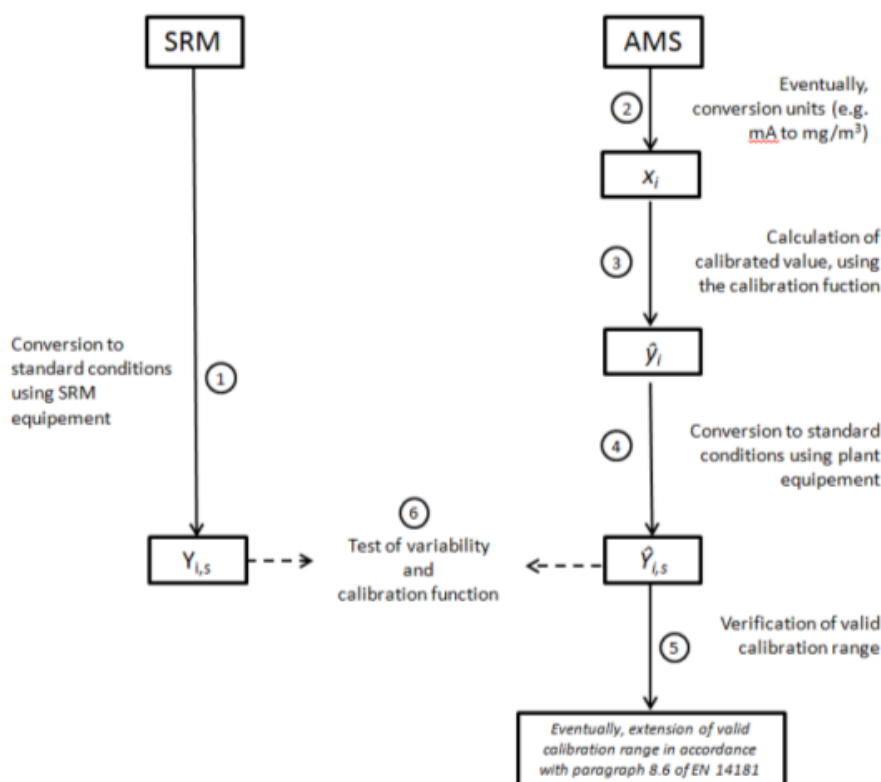 SRM
AMS
Eventually,
conversion units (e.g.
mA to mg/m³)
2
xᵢ
Calculation of
calibrated value, using
the calibration fuction
3
ŷᵢ
Conversion to
standard conditions
using SRM
equipement
1
4
Conversion to standard
conditions using plant
equipement
6
Test of variability
and
calibration function
Yᵢ,ₛ
Ŷᵢ,ₛ
Verification of valid
calibration range
5
Eventually, extension of valid
calibration range in accordance
with paragraph 8.6 of EN 14181